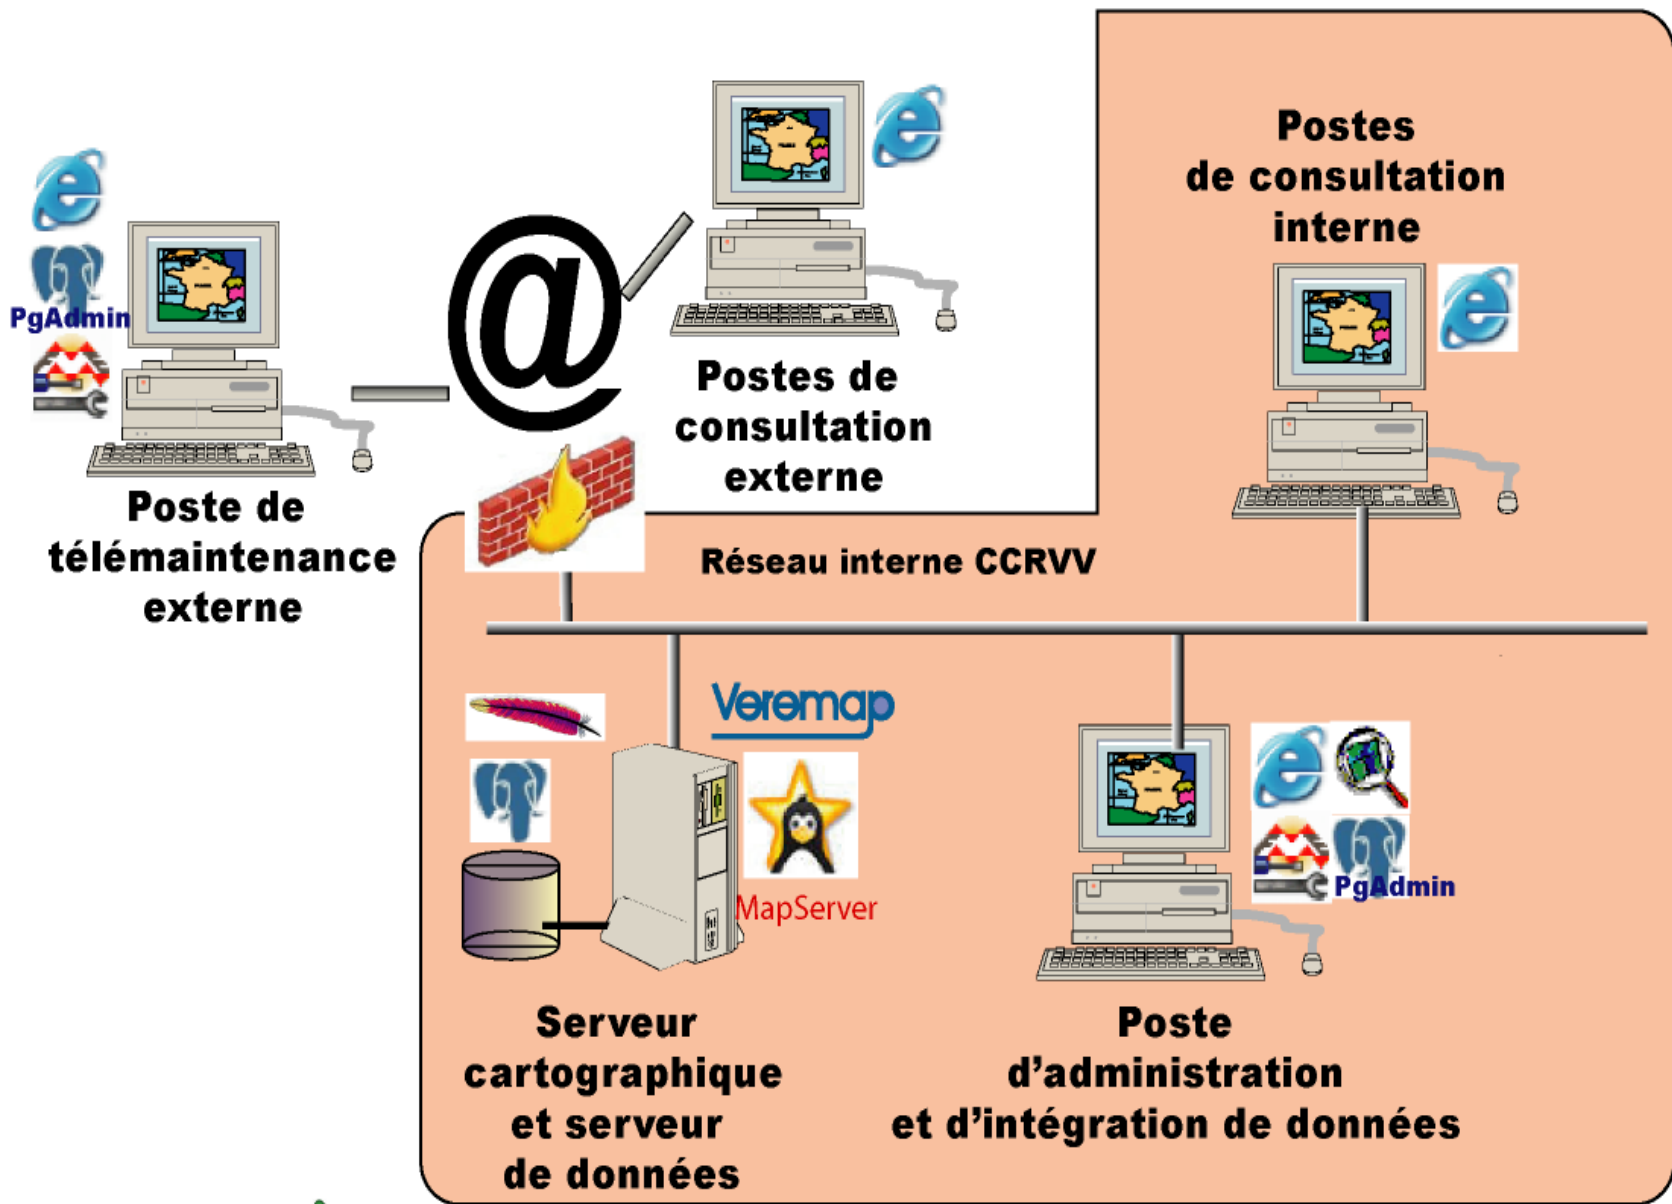 Postes
de consultation
interne
PgAdmin
@
Postes de
consultation
externe
Poste de
télémaintenance
externe
Réseau interne CCRVV
Veremap
MapServer
PgAdmin
Serveur
cartographique
et serveur
de données
Poste
d'administration
et d'intégration de données